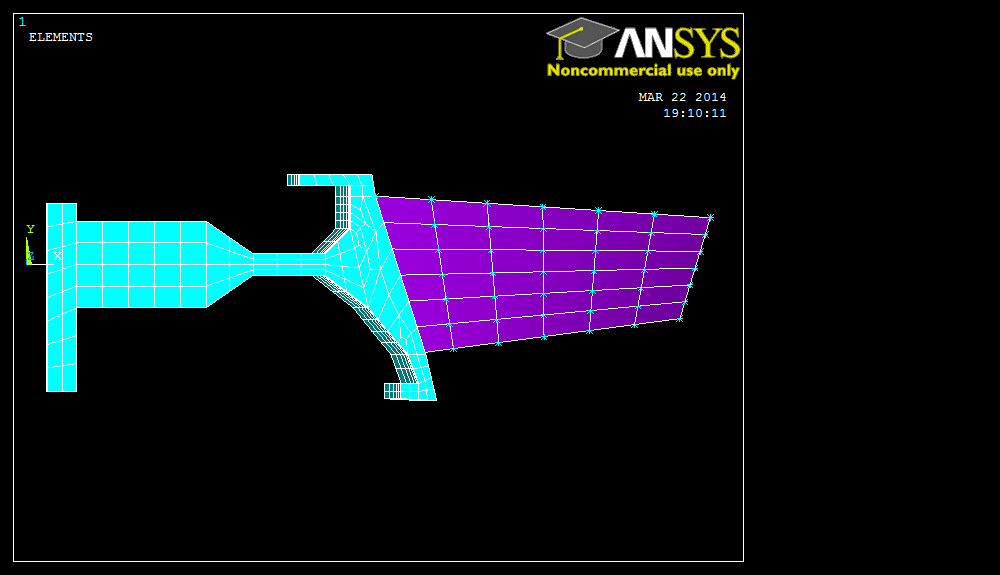 1
ELEMENTS
ANSYS
Noncommercial use only
MAR 22 2014
19:10:11
Y
X